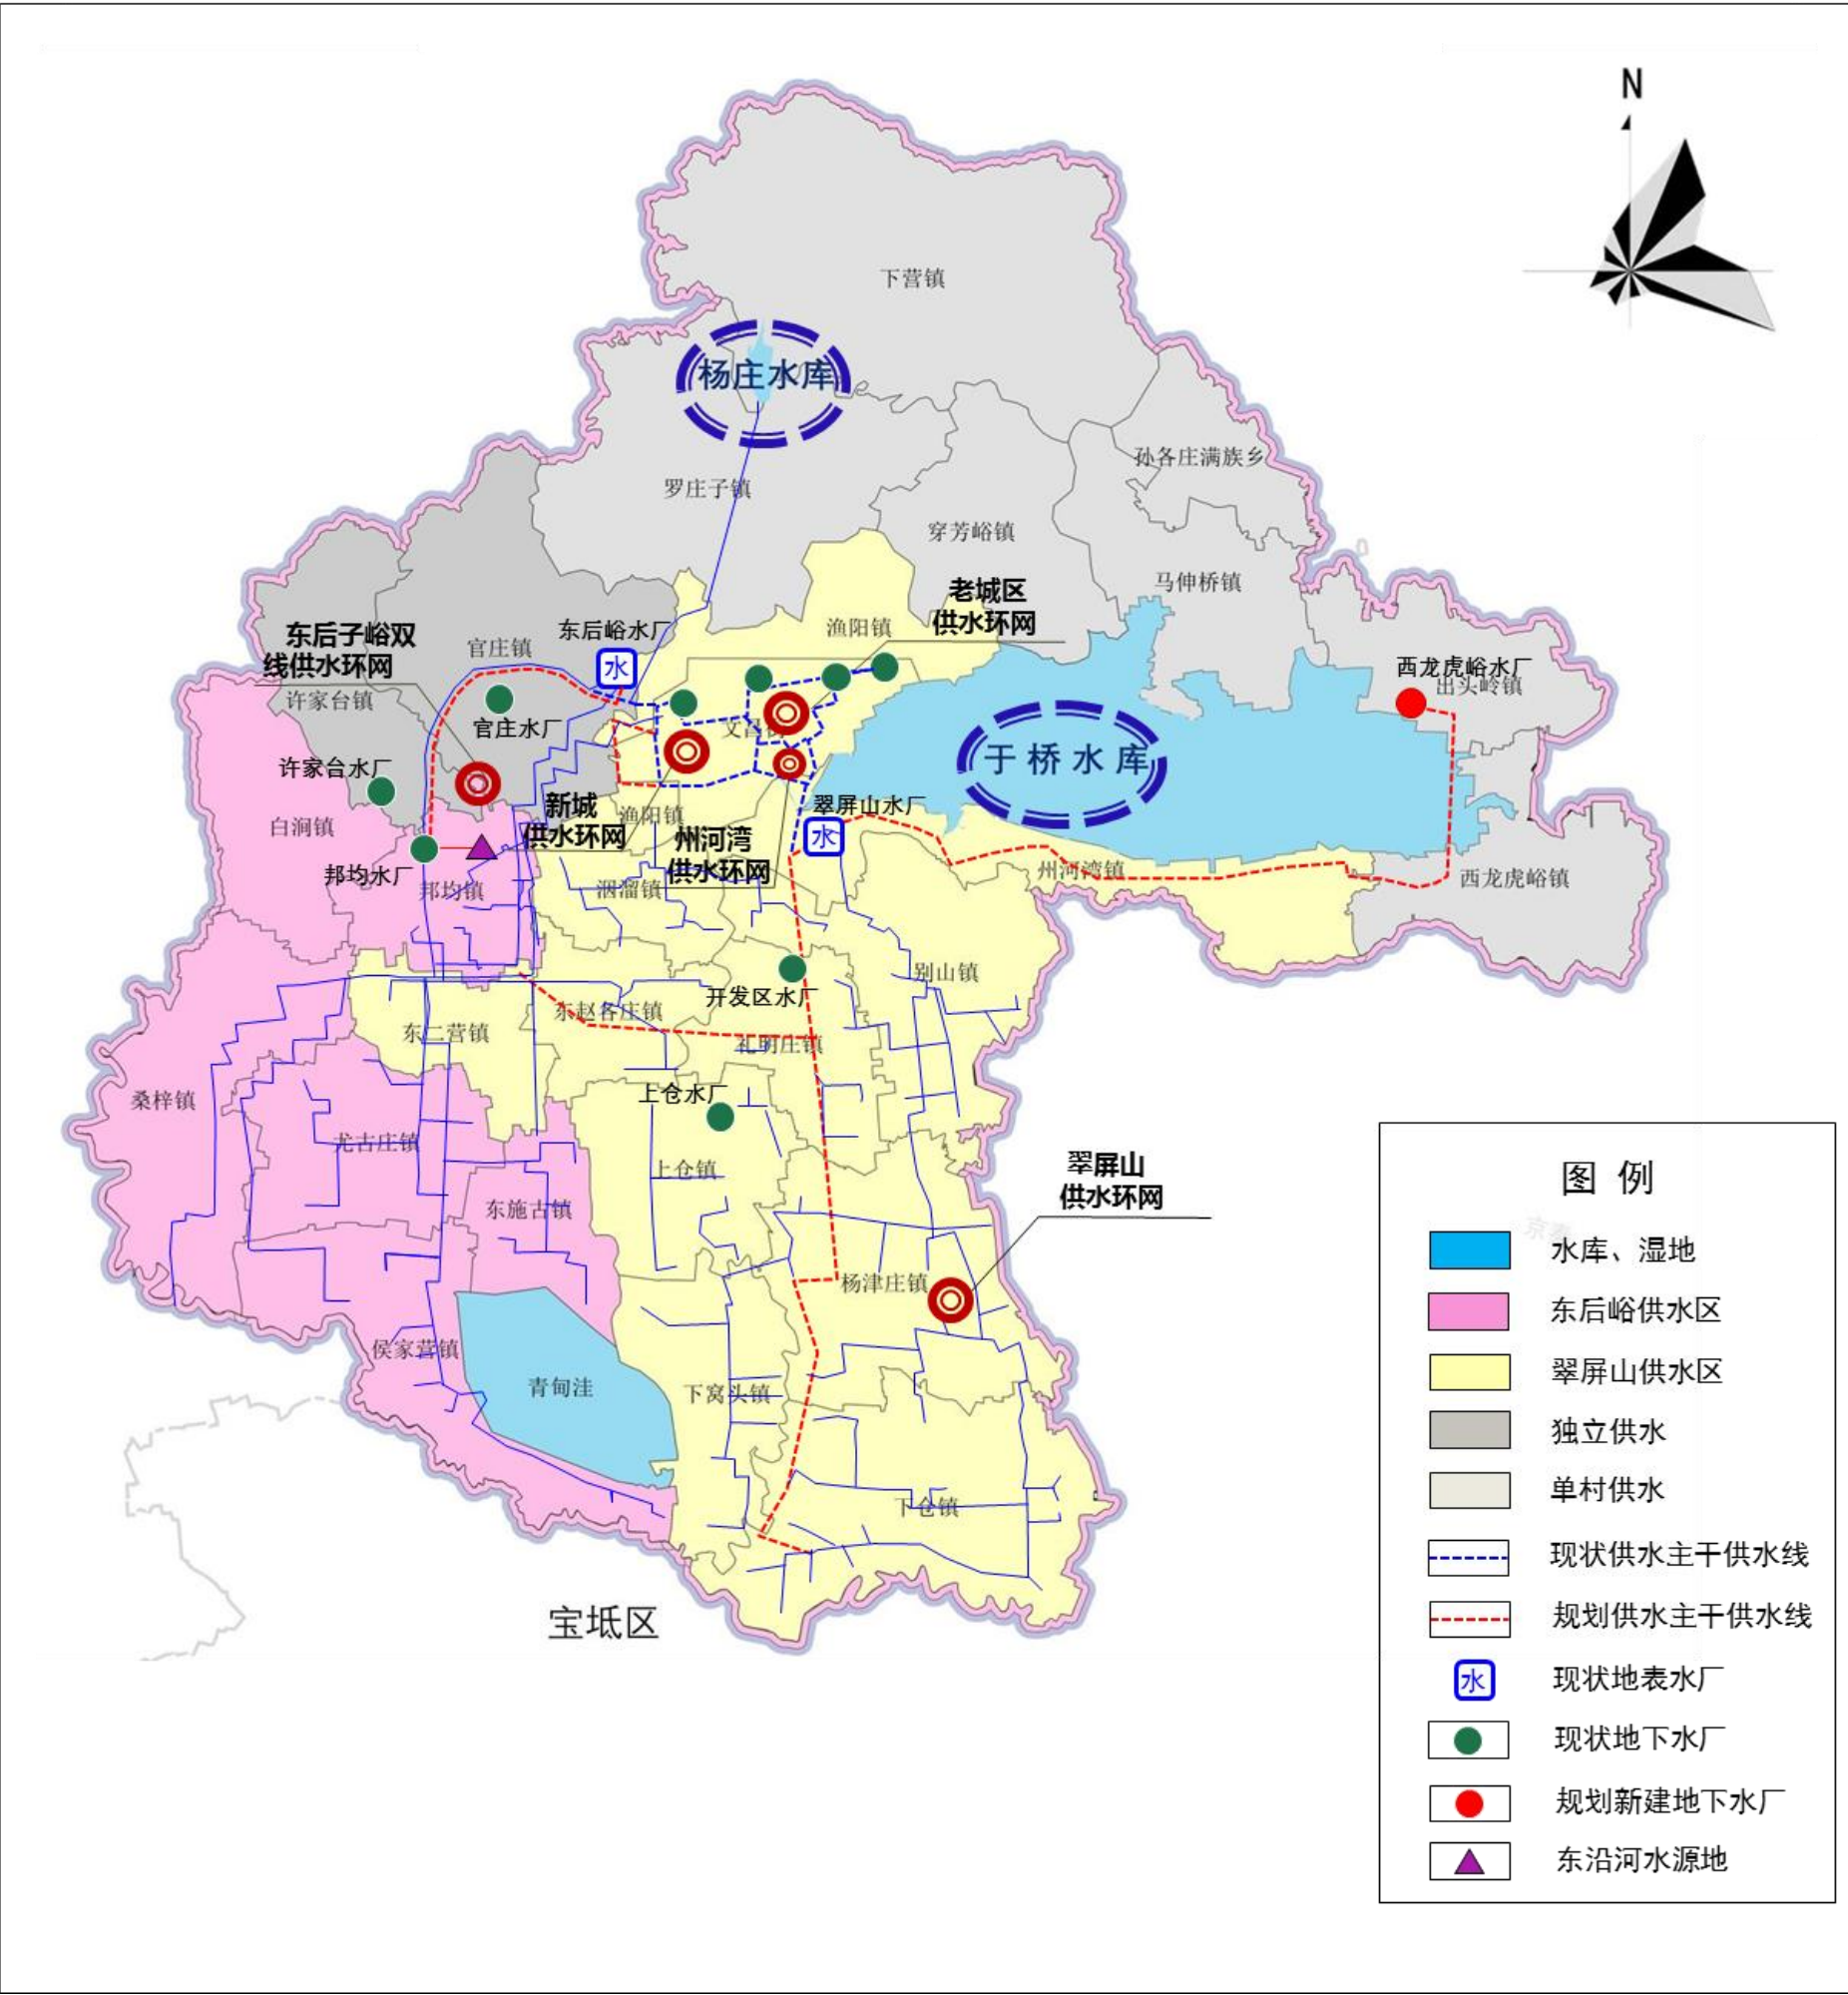 N
下营镇
杨庄水库
孙各庄满族乡
罗庄子镇
穿芳峪镇
马伸桥镇
老城区
供水环网
渔阳镇
东后峪水厂
东后子峪双
线供水环网
官庄镇
水
西龙虎峪水厂
出头岭镇
许家台镇
官庄水厂
文昌街
于桥水库
许家台水厂
白涧镇
新城
供水环网
渔阳镇
翠屏山水厂
水
州河湾
供水环网
邦均水厂
邦均镇
洇溜镇
州河湾镇
西龙虎峪镇
别山镇
开发区水厂
东赵各庄镇
东二营镇
礼明庄镇
桑梓镇
上仓水厂
尤古庄镇
上仓镇
翠屏山
供水环网
东施古镇
杨津庄镇
侯家营镇
青甸洼
下窝头镇
下仓镇
宝坻区
图 例
水库、湿地
东后峪供水区
翠屏山供水区
独立供水
单村供水
现状供水主干供水线
规划供水主干供水线
水
现状地表水厂
现状地下水厂
规划新建地下水厂
东沿河水源地